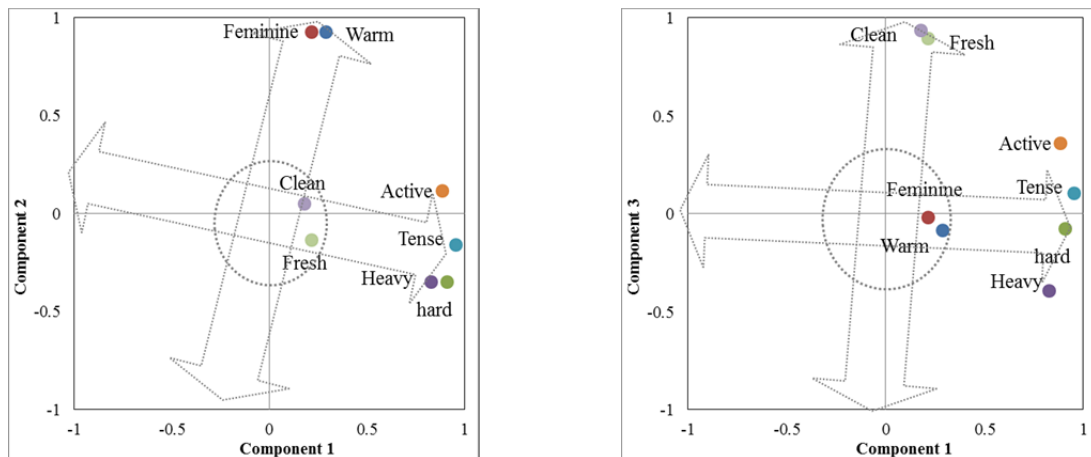 1
Feminine
Warm
0.5
Clean
Active
0
Tense
Fresh
Heavy
hard
-0.5
-1
-1
-0.5
0
0.5
1
Component 2
Component 1
1
Clean
Fresh
0.5
Active
Feminine
Tense
0
Warm
hard
Heavy
-0.5
-1
-1
-0.5
0
0.5
1
Component 3
Component 1